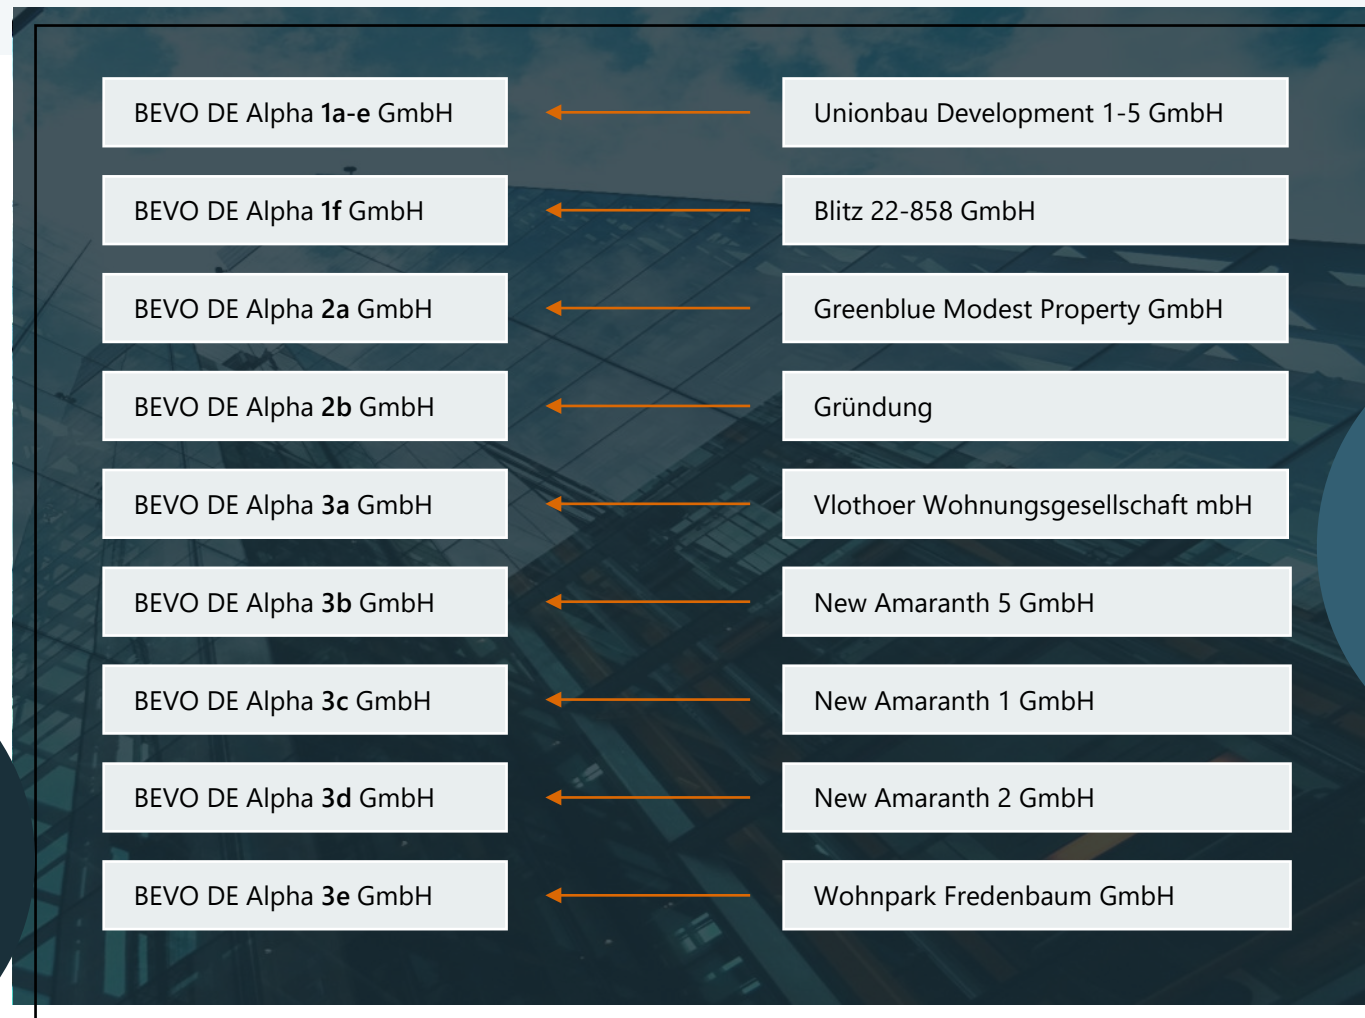 BEVO DE Alpha 1a-e GmbH
Unionbau Development 1-5 GmbH
BEVO DE Alpha 1f GmbH
Blitz 22-858 GmbH
BEVO DE Alpha 2a GmbH
Greenblue Modest Property GmbH
BEVO DE Alpha 2b GmbH
Gründung
BEVO DE Alpha 3a GmbH
Vlothoer Wohnungsgesellschaft mbH
BEVO DE Alpha 3b GmbH
New Amaranth 5 GmbH
BEVO DE Alpha 3c GmbH
New Amaranth 1 GmbH
BEVO DE Alpha 3d GmbH
New Amaranth 2 GmbH
BEVO DE Alpha 3e GmbH
Wohnpark Fredenbaum GmbH